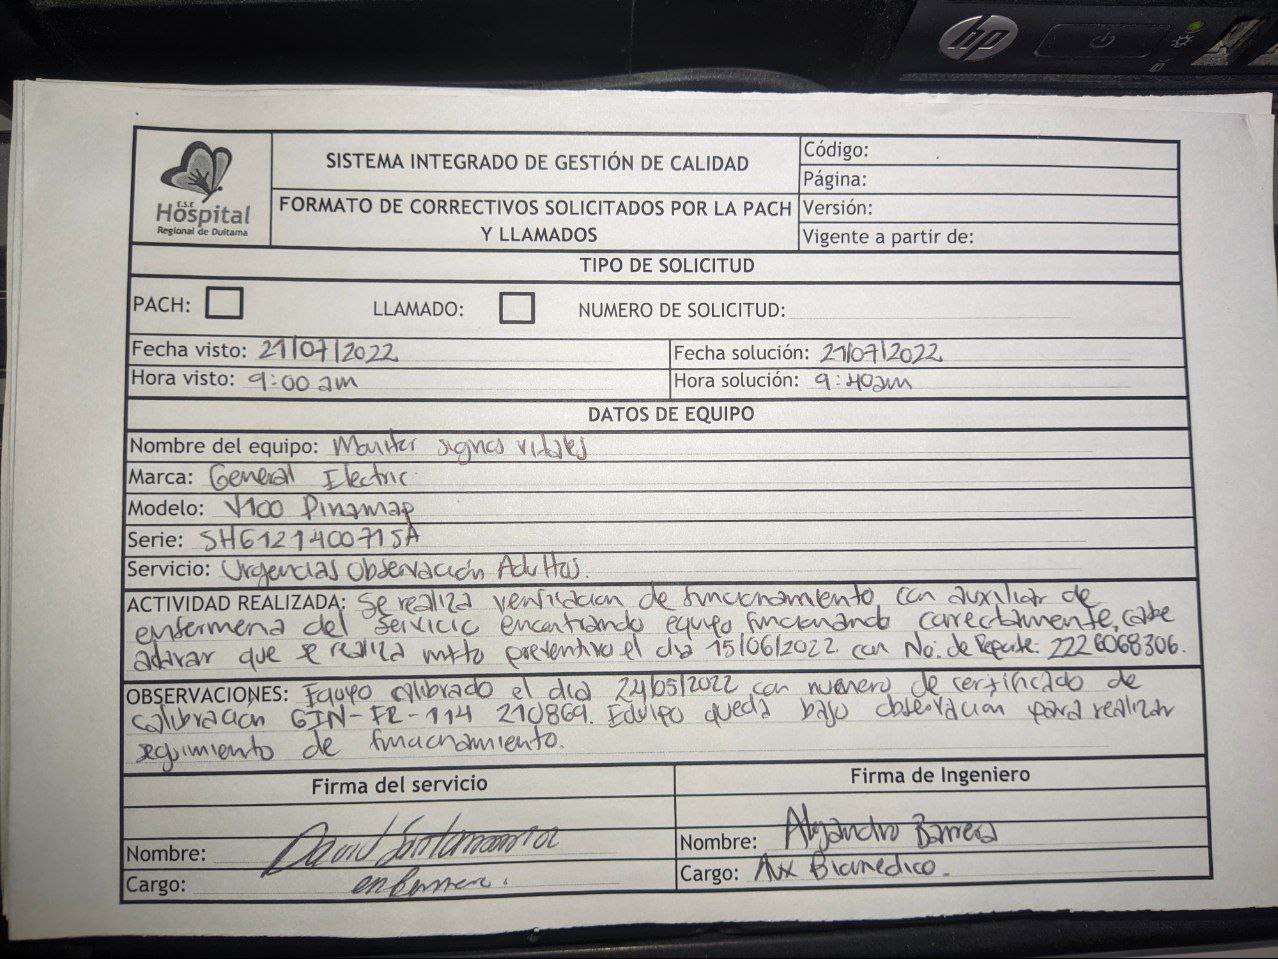 hp
E.S.E
Hospital
Regional de Duitama
SISTEMA INTEGRADO DE GESTIÓN DE CALIDAD
FORMATO DE CORRECTIVOS SOLICITADOS POR LA PACH
Y LLAMADOS
Código:
Página:
Versión:
Vigente a partir de:
TIPO DE SOLICITUD
PACH: LLAMADO: NUMERO DE SOLICITUD:
Fecha visto: 21/07/2022 Fecha solución: 21/07/2022
Hora visto: 9:00 am Hora solución: 9:40am
DATOS DE EQUIPO
Nombre del equipo: Monitor signos vitales
Marca: General Electric
Modelo: V100 Dinamap
Serie: SH612140071SA
Servicio: Urgencias Observación Adultos.
ACTIVIDAD REALIZADA: Se realiza verificacion de funcionamiento con auxiliar de
enfermeria del servicio encontrando equipo funcionando correctamente, cabe
aclarar que se realiza mtto preventivo el dia 15/06/2022 con No. de Reporte: 2226068306.
OBSERVACIONES: Equipo calibrado el dia 24/05/2022 con numero de certificado de
calibración GIN-FR-114 210869. Equipo queda bajo observacion para realizar
seguimiento de funcionamiento.
Firma del servicio Firma de Ingeniero
Nombre: David Santamaria Nombre: Alejandro Barrera
Cargo: enfermero. Cargo: Aux Biomedico.